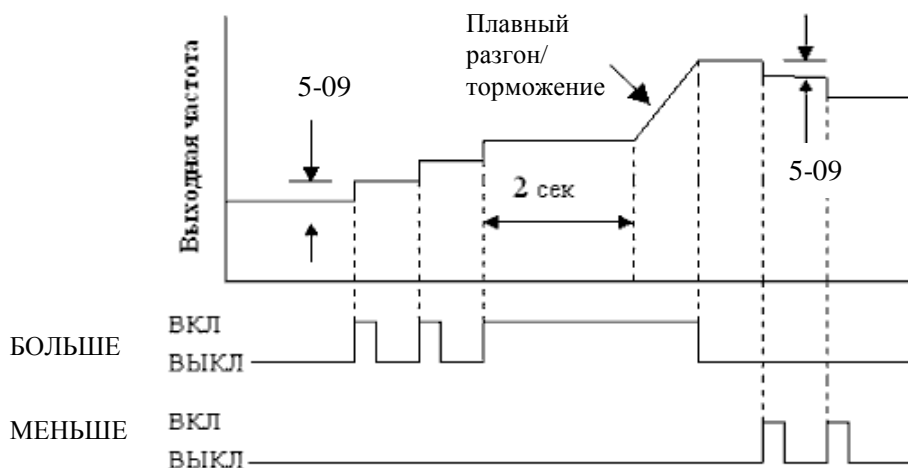 Плавный
разгон/
торможение
5-09
Выходная частота
5-09
2 сек
БОЛЬШЕ
ВКЛ
ВЫКЛ
МЕНЬШЕ
ВКЛ
ВЫКЛ